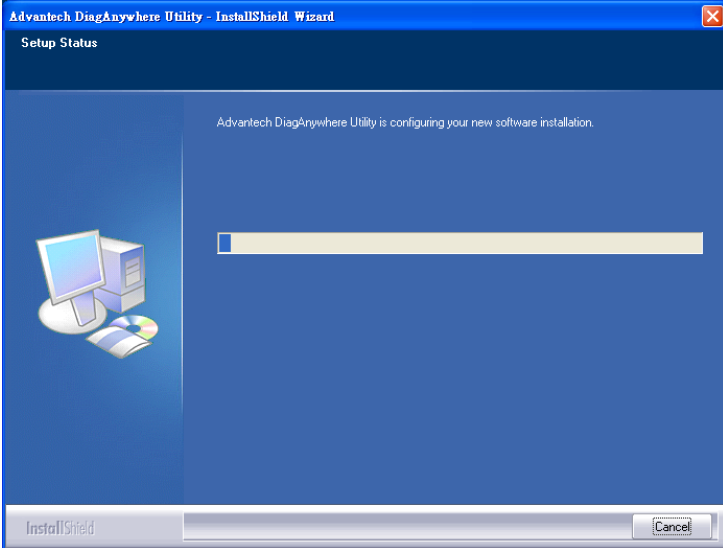 Advantech DiagAnywhere Utility - InstallShield Wizard
Setup Status
Advantech DiagAnywhere Utility is configuring your new software installation.
InstallShield
Cancel